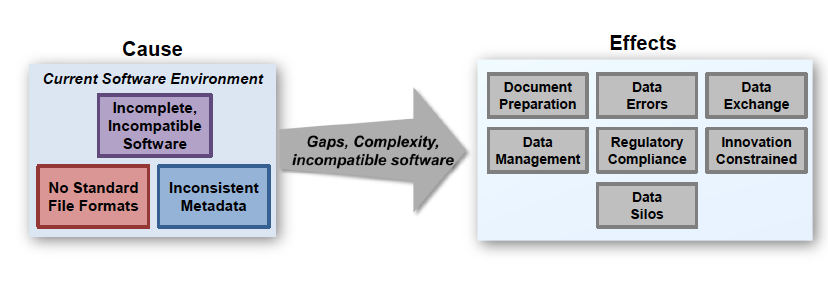 Cause
Current Software Environment
Incomplete,
Incompatible
Software
No Standard
File Formats
Inconsistent
Metadata
Gaps, Complexity,
incompatible software
Effects
Document
Preparation
Data
Errors
Data
Exchange
Data
Management
Regulatory
Compliance
Innovation
Constrained
Data
Silos